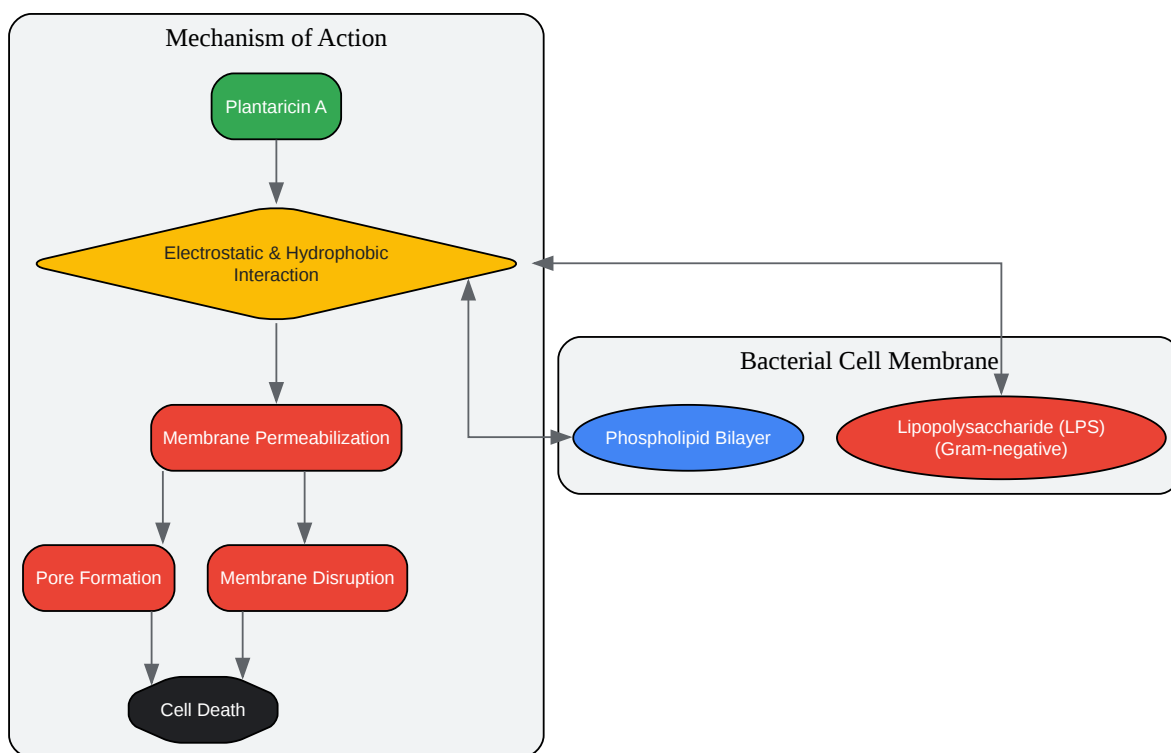 Mechanism of Action
Plantaricin A
Electrostatic & Hydrophobic
Interaction
Bacterial Cell Membrane
Membrane Permeabilization
Phospholipid Bilayer
Lipopolysaccharide (LPS)
(Gram-negative)
Pore Formation
Membrane Disruption
Cell Death